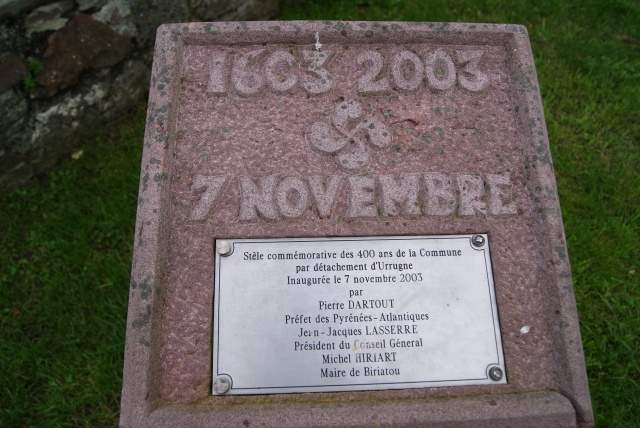 1603 2003
7 NOVEMBRE
Stèle commémorative des 400 ans de la Commune
par détachement d'Urrugne
Inaugurée le 7 novembre 2003
par
Pierre DARTOUT
Préfet des Pyrénées-Atlantiques
Jean-Jacques LASSERRE
Président du Conseil Géneral
Michel HIRIART
Maire de Biriatou